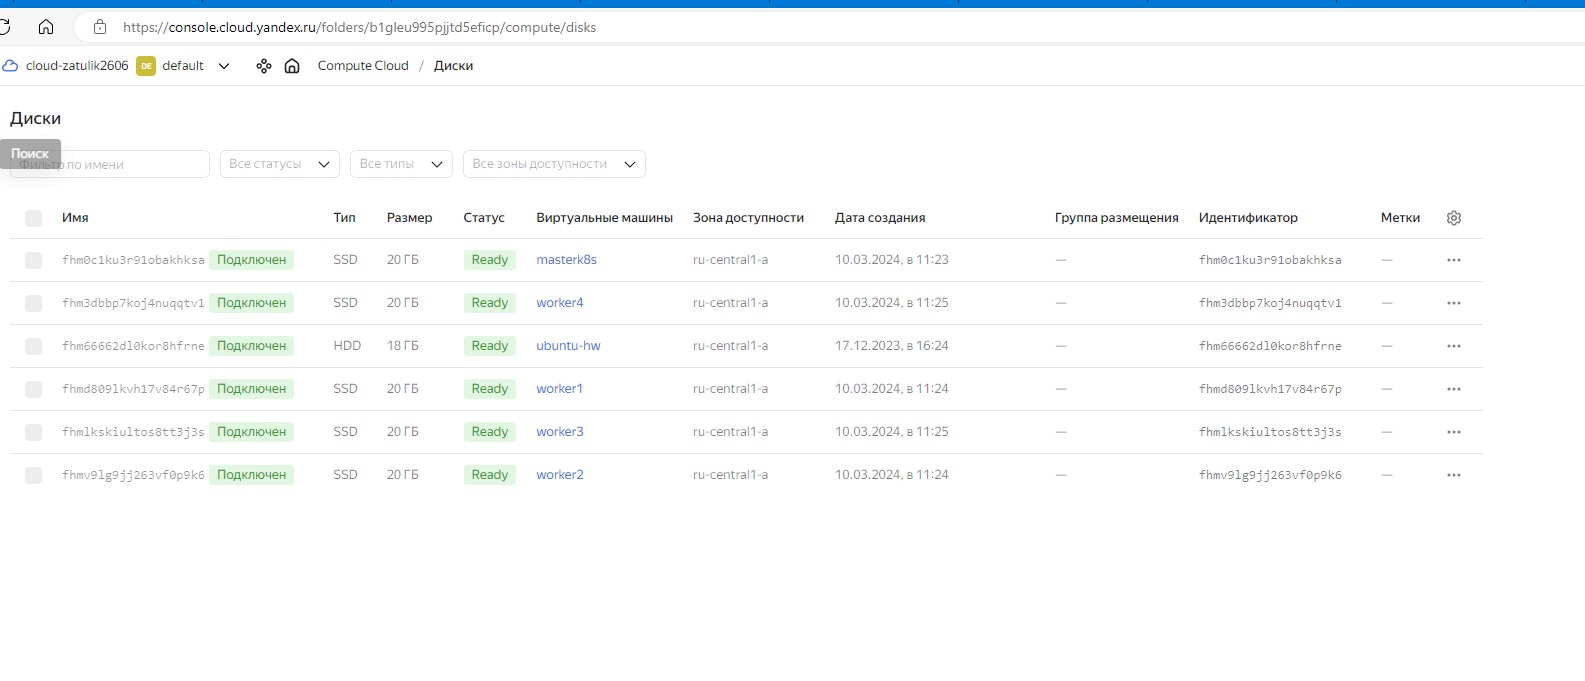 https://console.cloud.yandex.ru/folders/b1gleu995pjjtd5eficp/compute/disks
cloud-zatulik2606 DE default Compute Cloud / Диски
Диски
Поиск
Фильтр по имени Все статусы Все типы Все зоны доступности
Имя Тип Размер Статус Виртуальные машины Зона доступности Дата создания Группа размещения Идентификатор Метки
fhm0c1ku3r91obakhksa Подключен SSD 20 ГБ Ready masterk8s ru-central1-a 10.03.2024, в 11:23 — fhm0c1ku3r91obakhksa —
fhm3dbbp7koj4nuqqtv1 Подключен SSD 20 ГБ Ready worker4 ru-central1-a 10.03.2024, в 11:25 — fhm3dbbp7koj4nuqqtv1 —
fhm66662dl0kor8hfrne Подключен HDD 18 ГБ Ready ubuntu-hw ru-central1-a 17.12.2023, в 16:24 — fhm66662dl0kor8hfrne —
fhmd809lkvh17v84r67p Подключен SSD 20 ГБ Ready worker1 ru-central1-a 10.03.2024, в 11:24 — fhmd809lkvh17v84r67p —
fhmlkskiultos8tt3j3s Подключен SSD 20 ГБ Ready worker3 ru-central1-a 10.03.2024, в 11:25 — fhmlkskiultos8tt3j3s —
fhmv9lg9jj263vf0p9k6 Подключен SSD 20 ГБ Ready worker2 ru-central1-a 10.03.2024, в 11:24 — fhmv9lg9jj263vf0p9k6 —